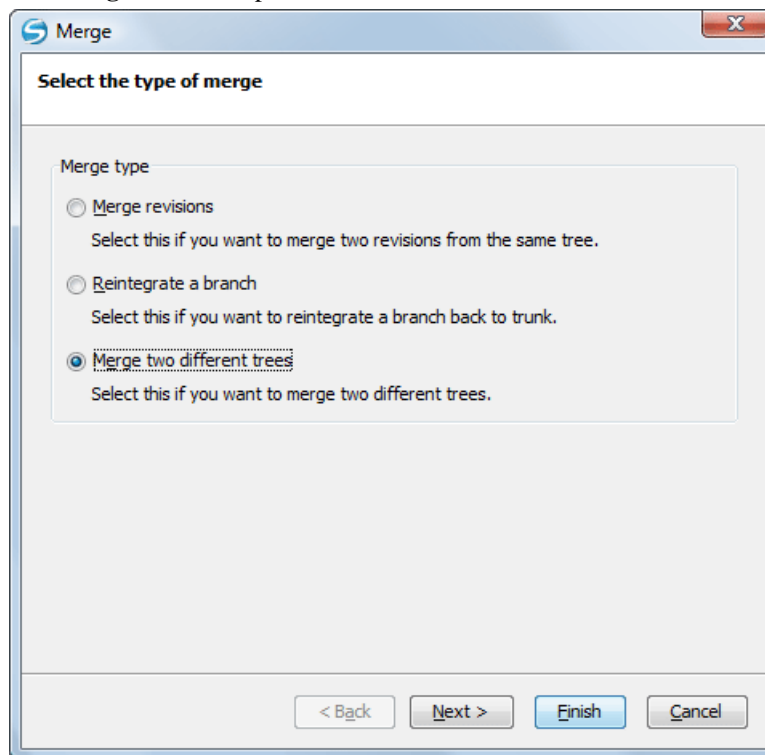 Merge
Select the type of merge
Merge type
Merge revisions
Select this if you want to merge two revisions from the same tree.
Reintegrate a branch
Select this if you want to reintegrate a branch back to trunk.
Merge two different trees
Select this if you want to merge two different trees.
< Back Next > Finish Cancel